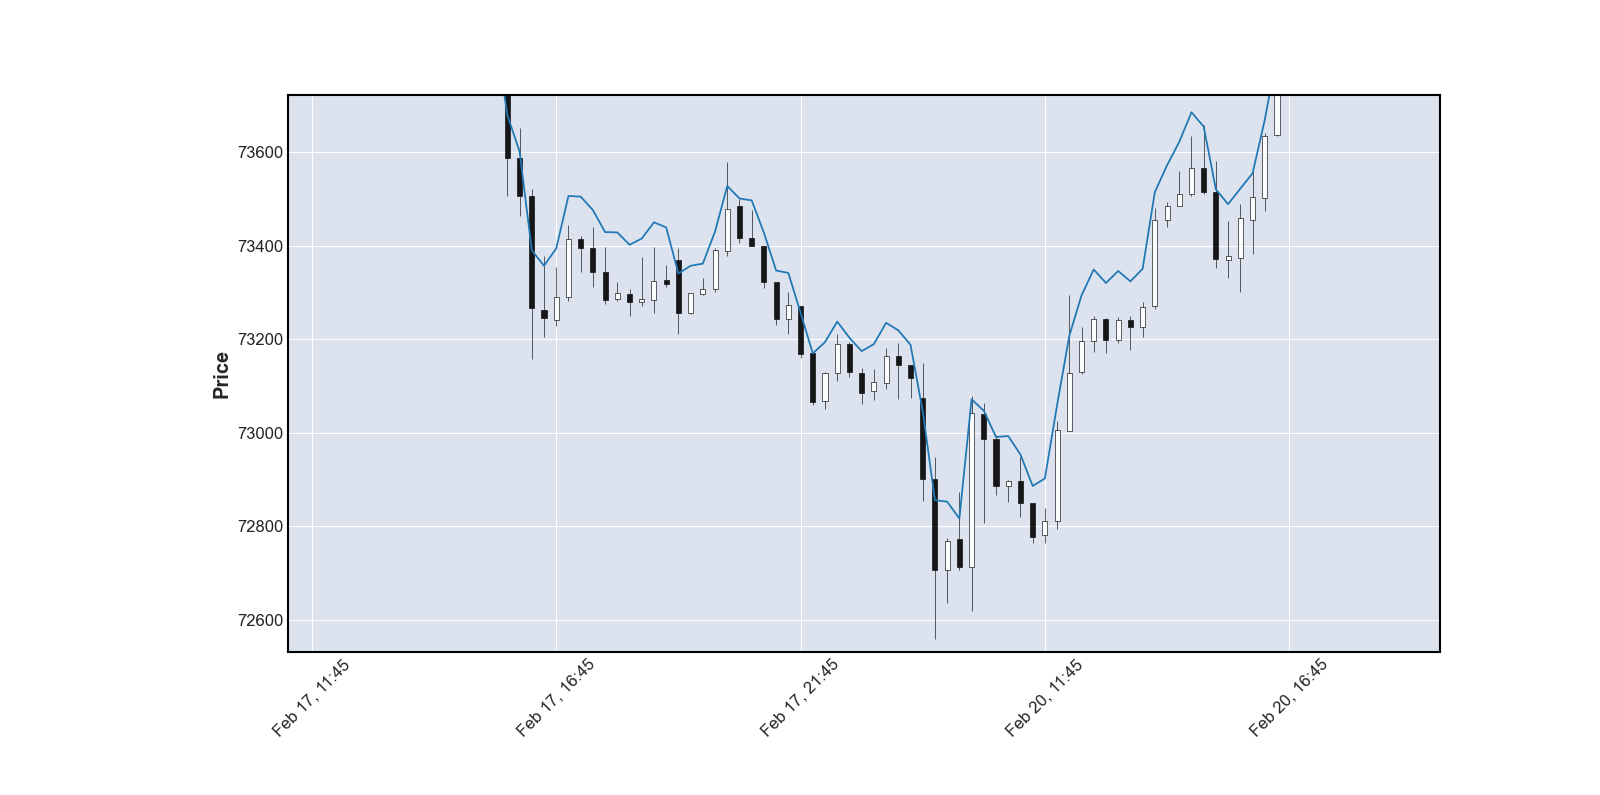 73600
73400
73200
73000
72800
72600
Price
Feb 17, 11:45
Feb 17, 16:45
Feb 17, 21:45
Feb 20, 11:45
Feb 20, 16:45